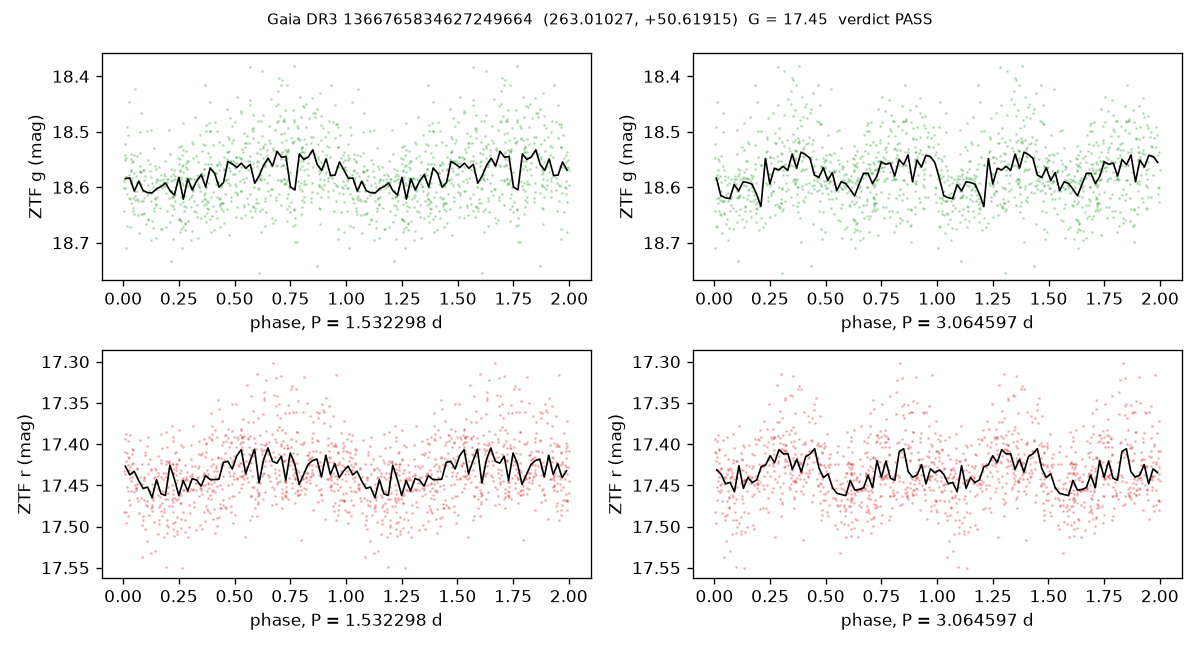 Gaia DR3 1366765834627249664 (263.01027, +50.61915) G = 17.45 verdict PASS
ZTF g (mag)
18.4
18.5
18.6
18.7
0.00 0.25 0.50 0.75 1.00 1.25 1.50 1.75 2.00
phase, P = 1.532298 d
ZTF g (mag)
18.4
18.5
18.6
18.7
0.00 0.25 0.50 0.75 1.00 1.25 1.50 1.75 2.00
phase, P = 3.064597 d
ZTF r (mag)
17.30
17.35
17.40
17.45
17.50
17.55
0.00 0.25 0.50 0.75 1.00 1.25 1.50 1.75 2.00
phase, P = 1.532298 d
ZTF r (mag)
17.30
17.35
17.40
17.45
17.50
17.55
0.00 0.25 0.50 0.75 1.00 1.25 1.50 1.75 2.00
phase, P = 3.064597 d